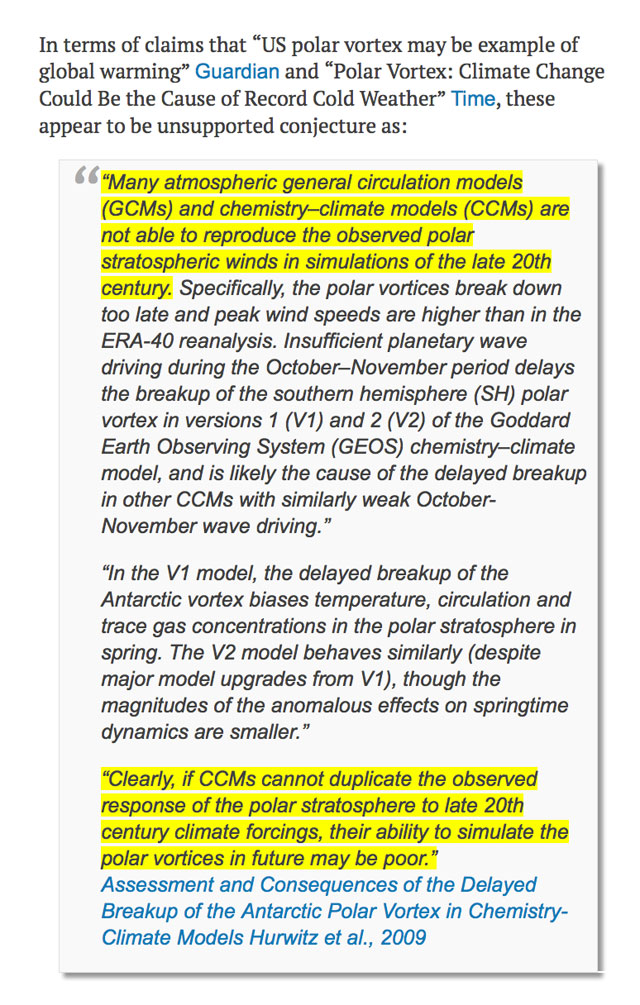 In terms of claims that “US polar vortex may be example of
global warming” Guardian and “Polar Vortex: Climate Change
Could Be the Cause of Record Cold Weather” Time, these
appear to be unsupported conjecture as:
“Many atmospheric general circulation models
(GCMs) and chemistry–climate models (CCMs) are
not able to reproduce the observed polar
stratospheric winds in simulations of the late 20th
century. Specifically, the polar vortices break down
too late and peak wind speeds are higher than in the
ERA-40 reanalysis. Insufficient planetary wave
driving during the October–November period delays
the breakup of the southern hemisphere (SH) polar
vortex in versions 1 (V1) and 2 (V2) of the Goddard
Earth Observing System (GEOS) chemistry–climate
model, and is likely the cause of the delayed breakup
in other CCMs with similarly weak October-
November wave driving.”
“In the V1 model, the delayed breakup of the
Antarctic vortex biases temperature, circulation and
trace gas concentrations in the polar stratosphere in
spring. The V2 model behaves similarly (despite
major model upgrades from V1), though the
magnitudes of the anomalous effects on springtime
dynamics are smaller.”
“Clearly, if CCMs cannot duplicate the observed
response of the polar stratosphere to late 20th
century climate forcings, their ability to simulate the
polar vortices in future may be poor.”
Assessment and Consequences of the Delayed
Breakup of the Antarctic Polar Vortex in Chemistry-
Climate Models Hurwitz et al., 2009